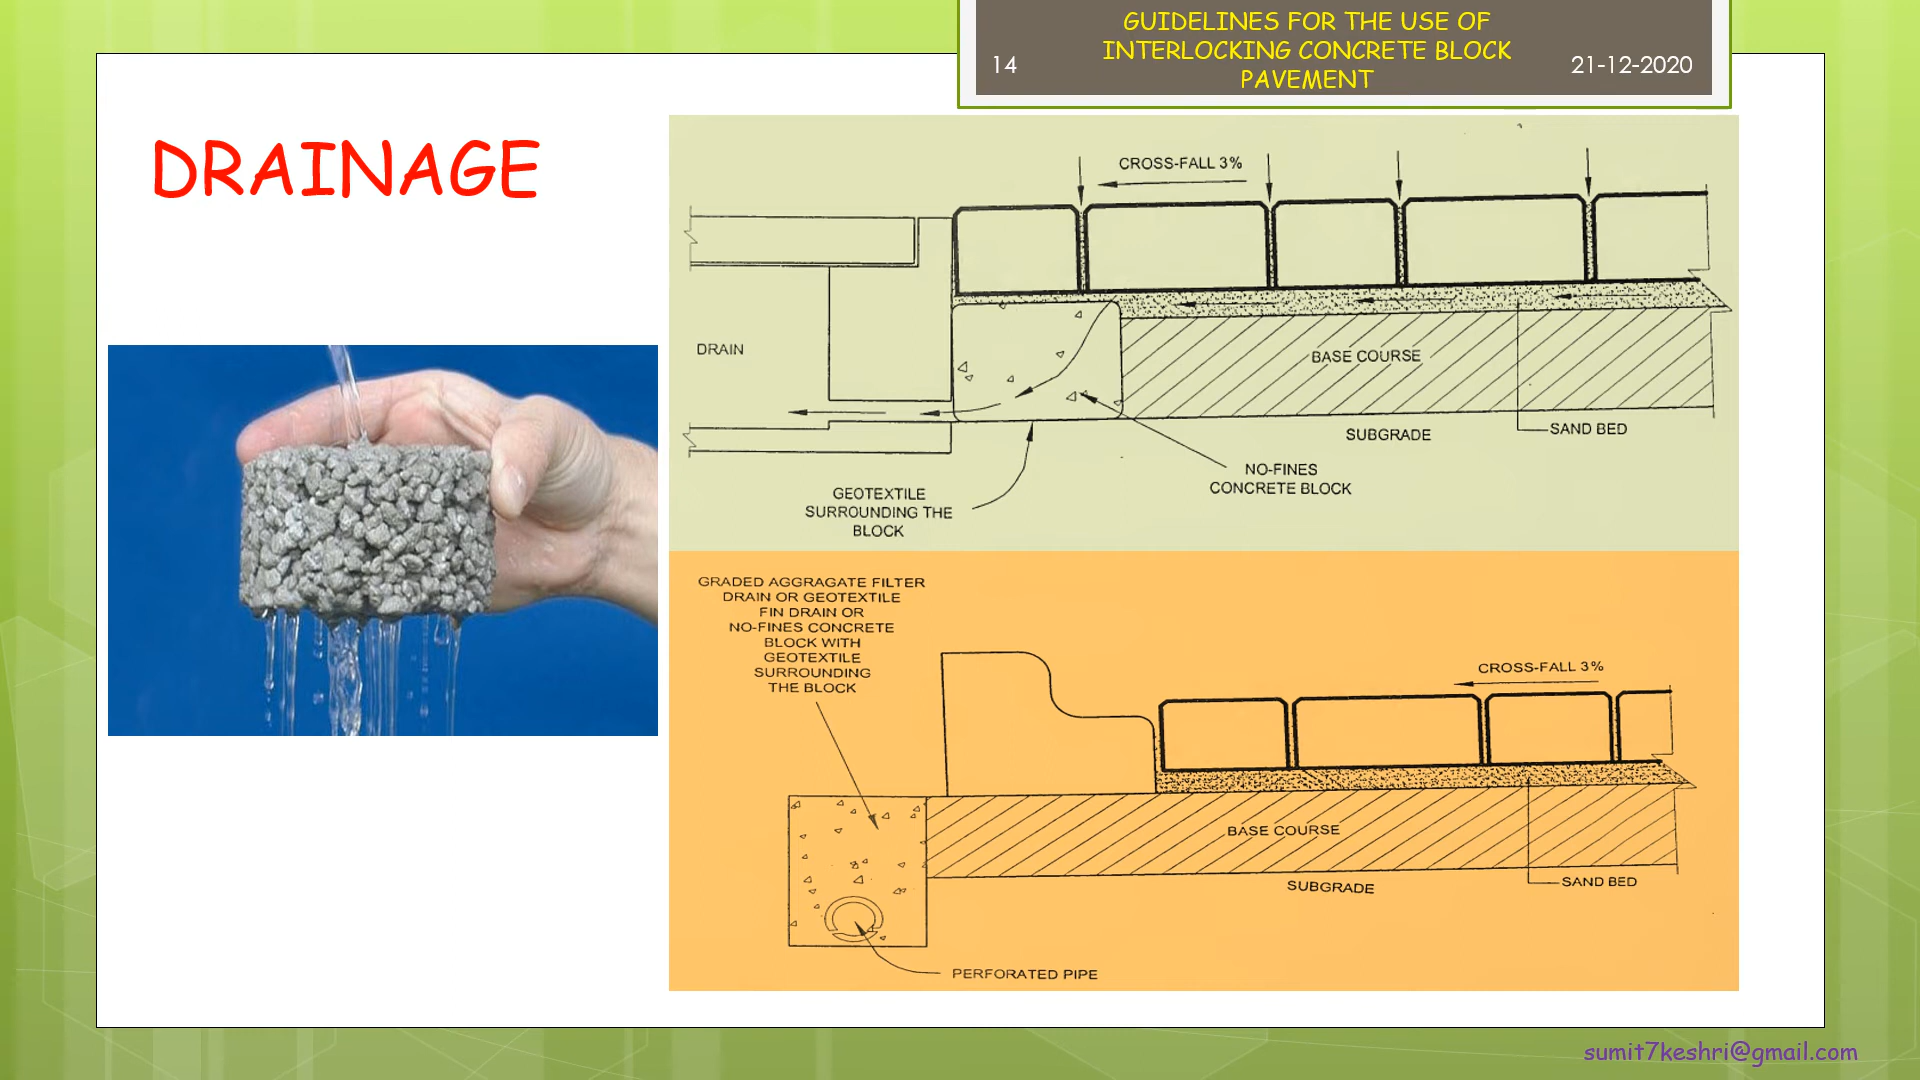 14
GUIDELINES FOR THE USE OF
INTERLOCKING CONCRETE BLOCK
PAVEMENT
21-12-2020
DRAINAGE
CROSS-FALL 3%
DRAIN
BASE COURSE
SUBGRADE
SAND BED
NO-FINES
CONCRETE BLOCK
GEOTEXTILE
SURROUNDING THE
BLOCK
GRADED AGGRAGATE FILTER
DRAIN OR GEOTEXTILE
FIN DRAIN OR
NO-FINES CONCRETE
BLOCK WITH
GEOTEXTILE
SURROUNDING
THE BLOCK
CROSS-FALL 3%
BASE COURSE
SUBGRADE
SAND BED
PERFORATED PIPE
sumit7keshri@gmail.com